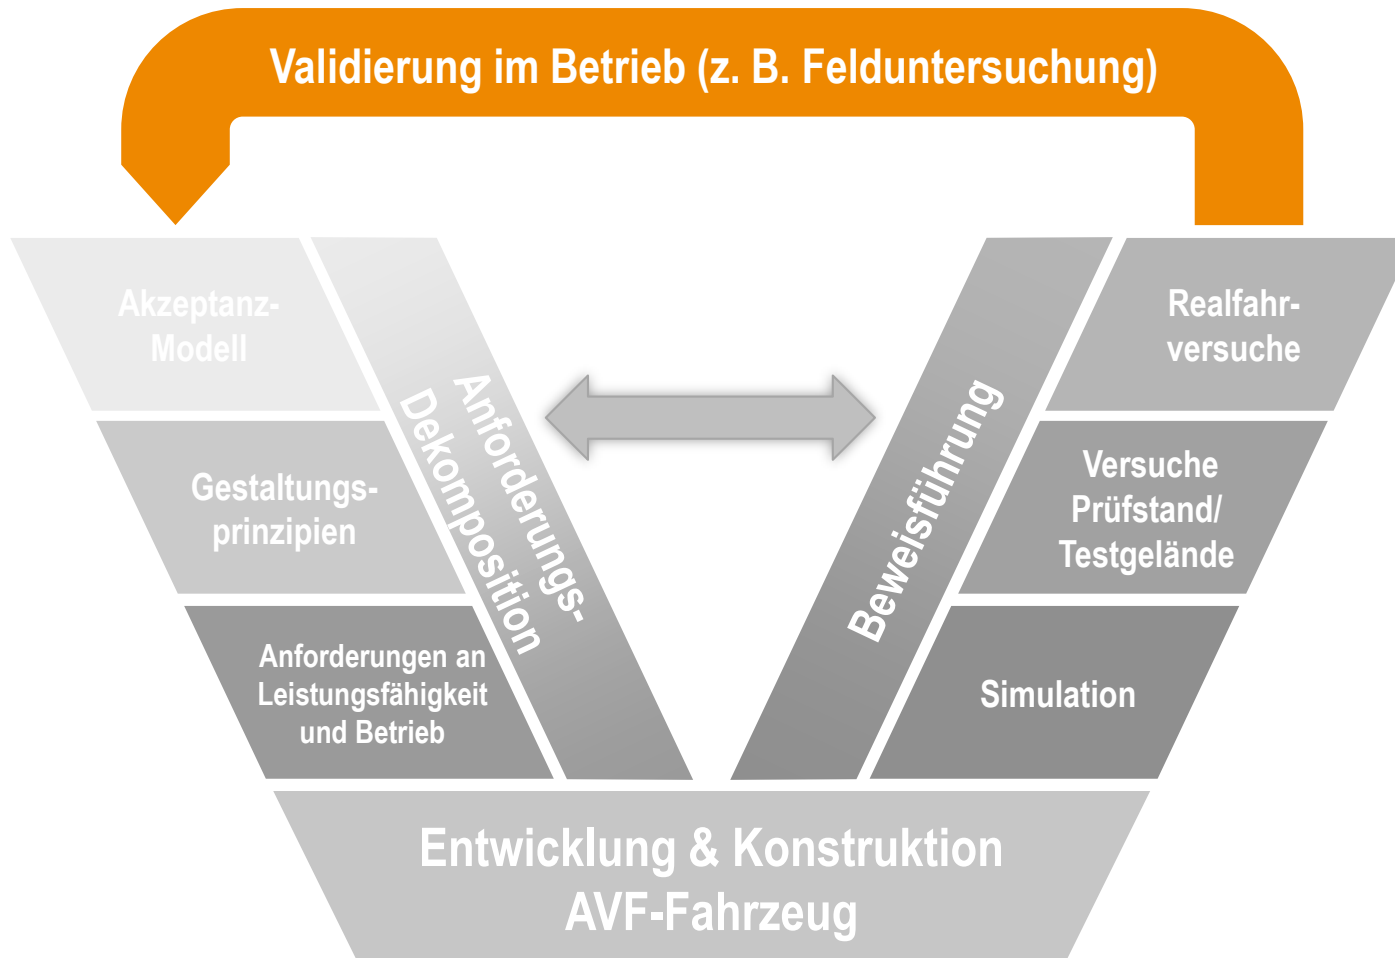 Validierung im Betrieb (z. B. Felduntersuchung)
Akzeptanz-
Modell
Gestaltungs-
prinzipien
Anforderungen an
Leistungsfähigkeit
und Betrieb
Anforderungs-
Dekomposition
Beweisführung
Realfahr-
versuche
Versuche
Prüfstand/
Testgelände
Simulation
Entwicklung & Konstruktion
AVF-Fahrzeug